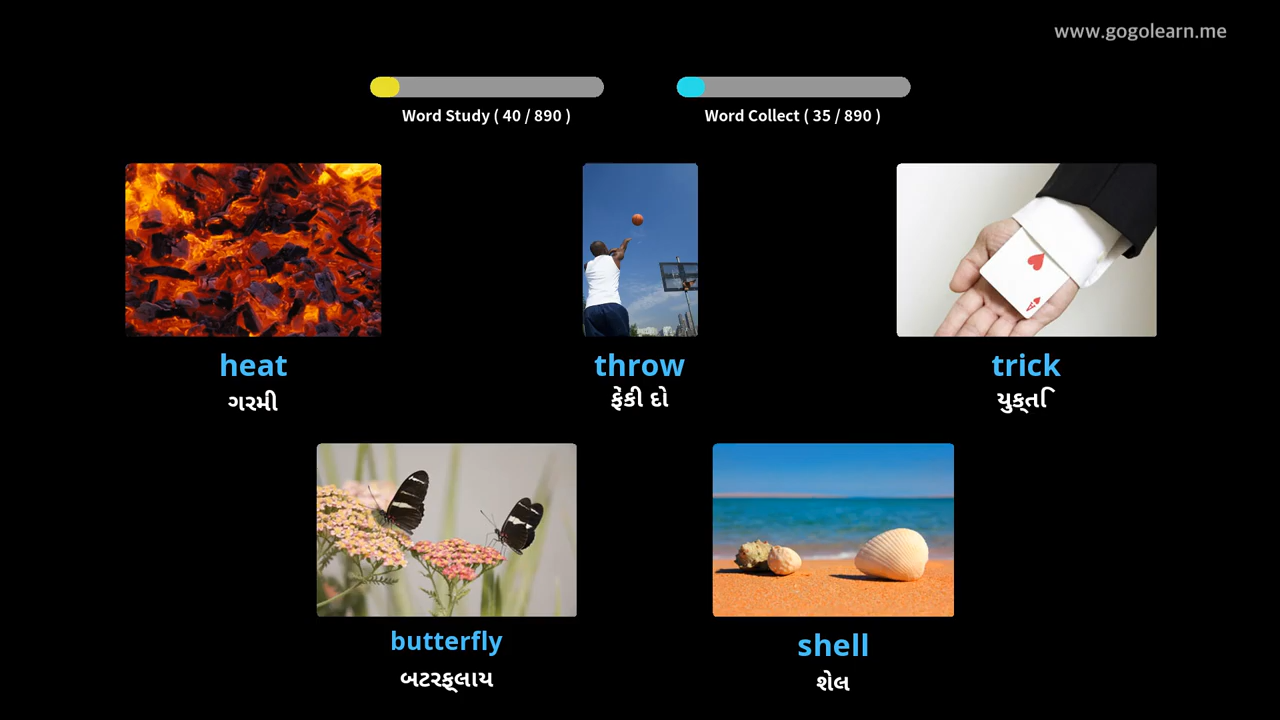 www.gogolearn.me
Word Study ( 40 / 890 )
Word Collect ( 35 / 890 )
heat
throw
trick
ગરમી
ફેંકી દો
યુક્તિ
butterfly
shell
બટરફ્લાય
શેલ